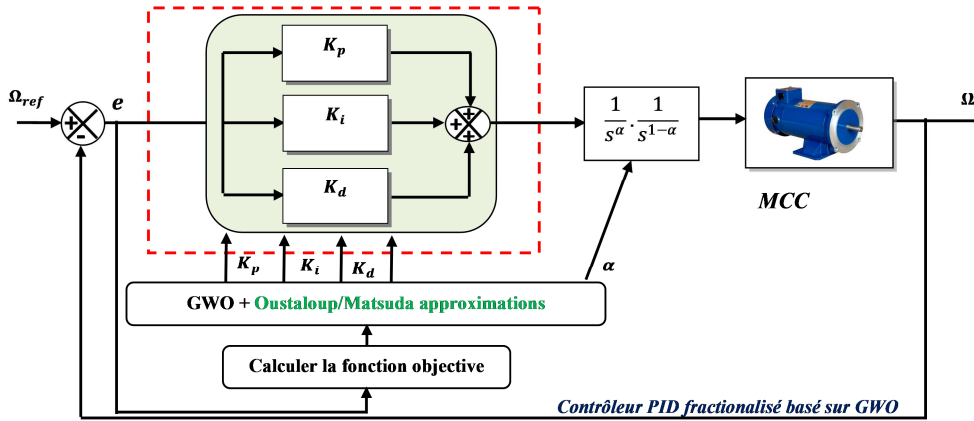 Ω_ref
e
+
-
K_p
K_i
K_d
+
+
+
1/s^α · 1/s^{1-α}
Ω
MCC
K_p K_i K_d
α
GWO + Oustaloup/Matsuda approximations
Calculer la fonction objective
Contrôleur PID fractionalisé basé sur GWO